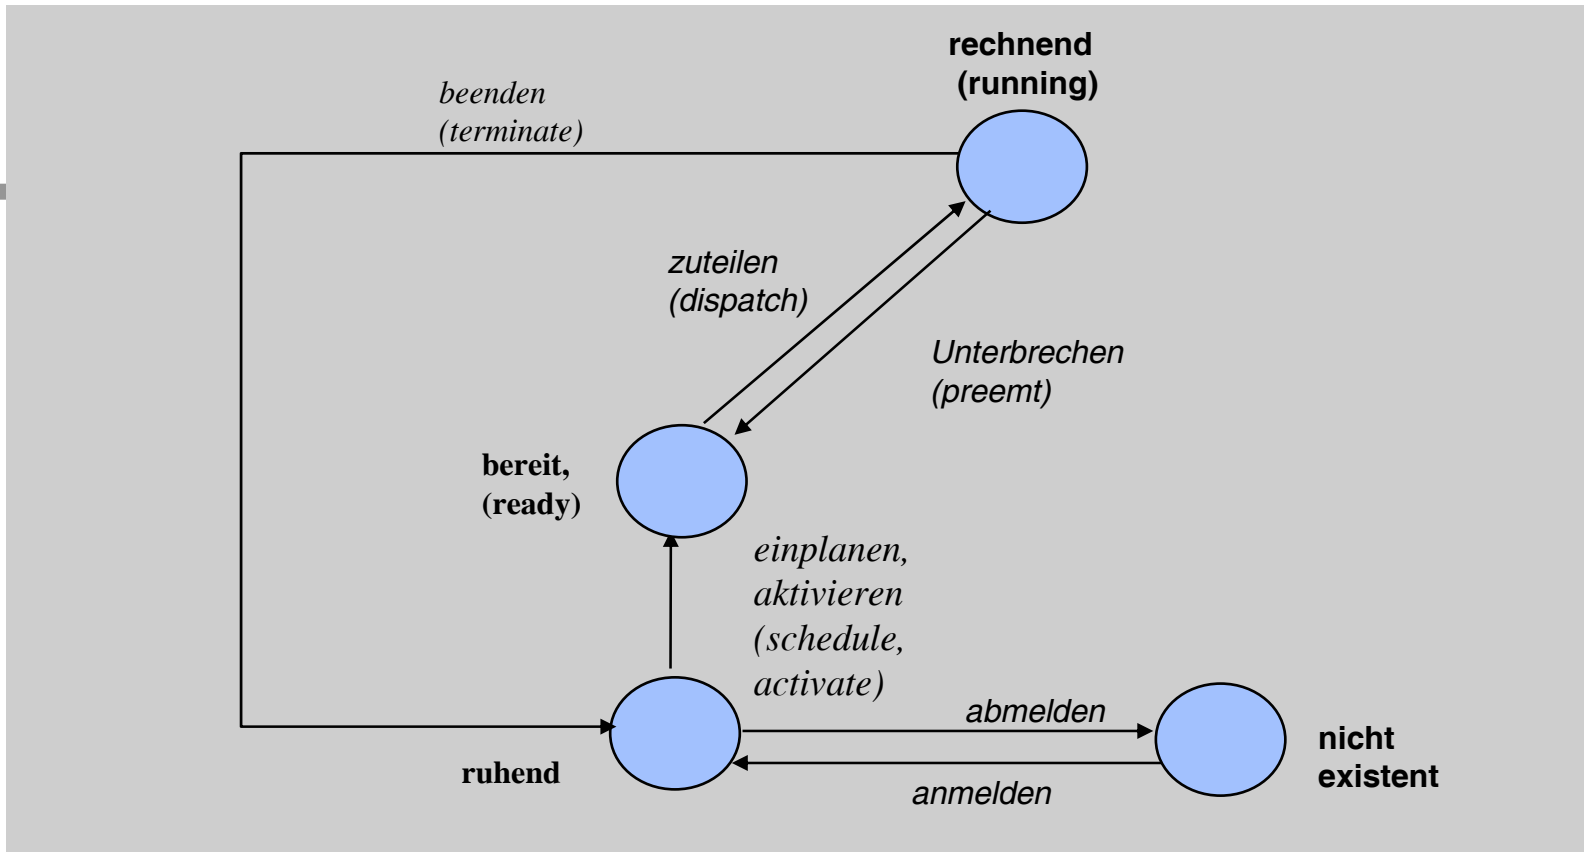 rechnend
(running)
beenden
(terminate)
zuteilen
(dispatch)
Unterbrechen
(preemt)
bereit,
(ready)
einplanen,
aktivieren
(schedule,
activate)
abmelden
nicht
existent
ruhend
anmelden